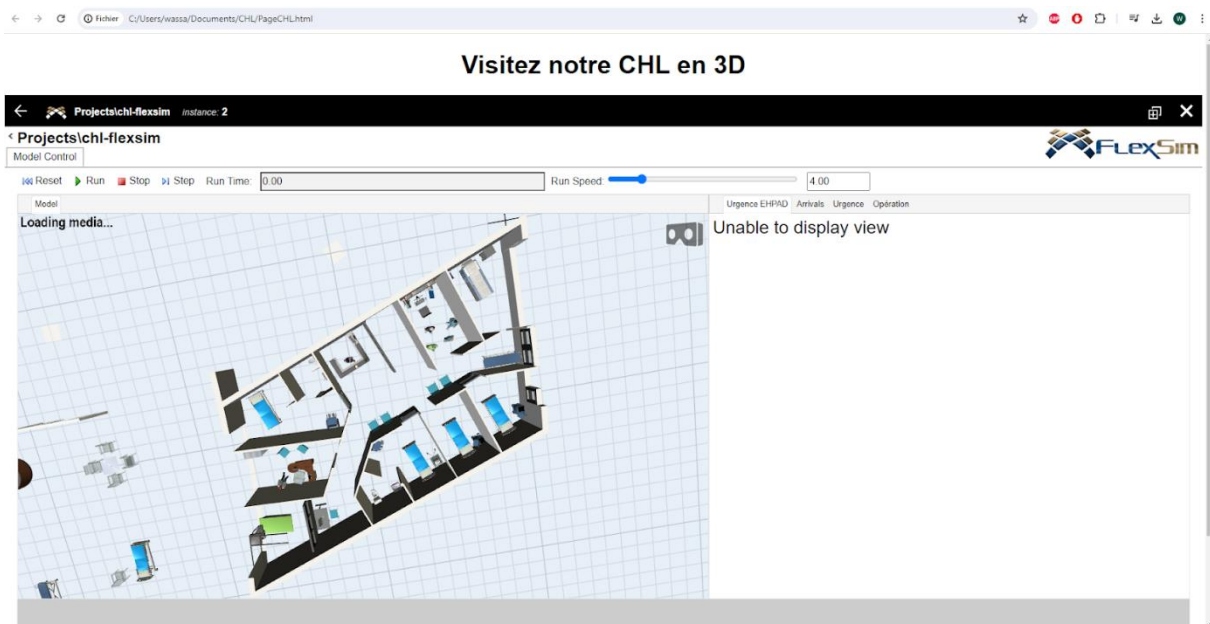 Fichier C:/Users/wassa/Documents/CHL/PageCHL.html
ABP W
Visitez notre CHL en 3D
Projects\chl-flexsim instance: 2
Projects\chl-flexsim
FLEXSIM
Model Control
Reset Run Stop Step Run Time: 0.00 Run Speed: 4.00
Model Urgence EHPAD Arrivals Urgence Opération
Loading media... Unable to display view